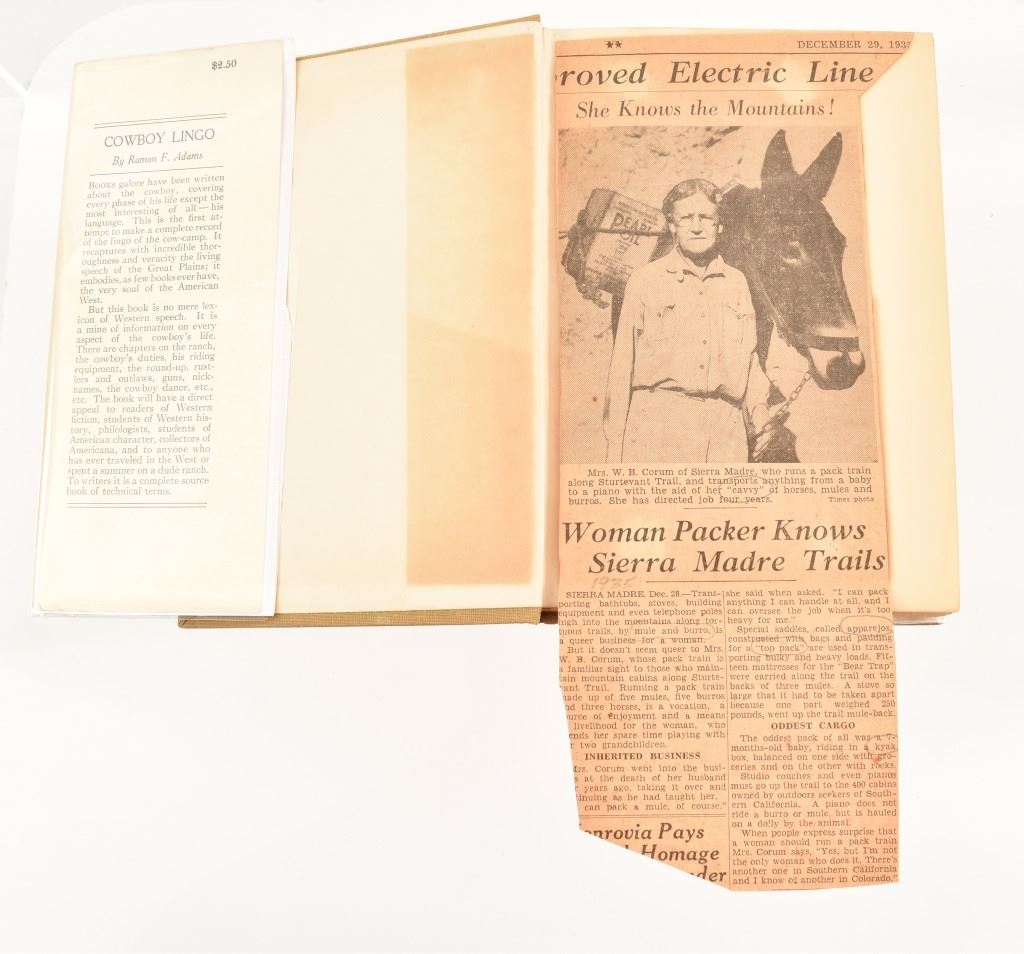 $2.50
COWBOY LINGO
By Ramon F. Adams
BOOKS galore have been written
about the cowboy, covering
every phase of his life except the
most interesting of all—his
language. This is the first at-
tempt to make a complete record
of the lingo of the cow-camp. It
recaptures with incredible thor-
oughness and veracity the living
speech of the Great Plains; it
embodies, as few books ever have,
the very soul of the American
West.
But this book is no mere lex-
icon of Western speech. It is
a mine of information on every
aspect of the cowboy's life.
There are chapters on the ranch,
the cowboy's duties, his riding
equipment, the round-up, rust-
lers and outlaws, guns, nick-
names, the cowboy dance, etc.,
etc. The book will have a direct
appeal to readers of Western
fiction, students of Western his-
tory, philologists, students of
American character, collectors of
Americana, and to anyone who
has ever traveled in the West or
spent a summer on a dude ranch.
To writers it is a complete source
book of technical terms.
★★ DECEMBER 29, 193
roved Electric Line
She Knows the Mountains!
PEARL
OIL
Mrs. W. B. Corum of Sierra Madre, who runs a pack train
along Sturtevant Trail, and transports anything from a baby
to a piano with the aid of her "cavvy" of horses, mules and
burros. She has directed job four years. Times photo
Woman Packer Knows
Sierra Madre Trails
1935
SIERRA MADRE, Dec. 28.—Trans-
porting bathtubs, stoves, building
equipment and even telephone poles
high into the mountains along tor-
tuous trails, by mule and burro, is
a queer business for a woman.
But it doesn't seem queer to Mrs.
W. B. Corum, whose pack train is
a familiar sight to those who main-
tain mountain cabins along Sturte-
vant Trail. Running a pack train
made up of five mules, five burros
nd three horses, is a vocation, a
ource of enjoyment and a means
livelihood for the woman, who
ends her spare time playing with
r two grandchildren.
INHERITED BUSINESS
Mrs. Corum went into the busi-
s at the death of her husband
r years ago, taking it over and
tinuing as he had taught her.
can pack a mule, of course."
onrovia Pays
Homage
der
she said when asked. "I can pack
anything I can handle at all, and I
can oversee the job when it's too
heavy for me."
Special saddles, called apparejos,
constructed with bags and padding
for a "top pack" are used in trans-
porting bulky and heavy loads. Fif-
teen mattresses for the "Bear Trap"
were carried along the trail on the
backs of three mules. A stove so
large that it had to be taken apart
because one part weighed 250
pounds, went up the trail mule-back.
ODDEST CARGO
The oddest pack of all was a 7-
months-old baby, riding in a kyak
box, balanced on one side with gro-
ceries and on the other with rocks.
Studio couches and even pianos
must go up the trail to the 400 cabins
owned by outdoors seekers of South-
ern California. A piano does not
ride a burro or mule, but is hauled
on a dolly by the animal.
When people express surprise that
a woman should run a pack train
Mrs. Corum says, "Yes, but I'm not
the only woman who does it. There's
another one in Southern California
and I know of another in Colorado."